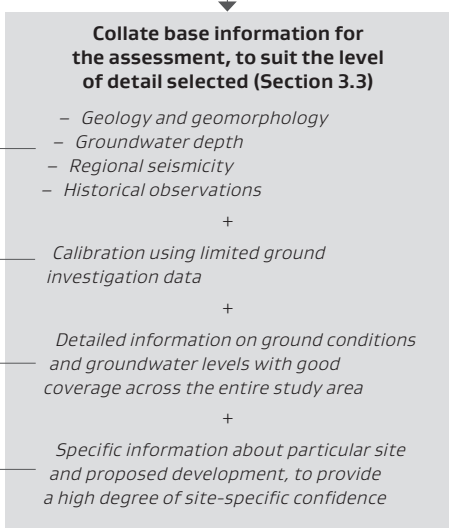 Collate base information for
the assessment, to suit the level
of detail selected (Section 3.3)
– Geology and geomorphology
– Groundwater depth
– Regional seismicity
– Historical observations
+
Calibration using limited ground
investigation data
+
Detailed information on ground conditions
and groundwater levels with good
coverage across the entire study area
+
Specific information about particular site
and proposed development, to provide
a high degree of site-specific confidence